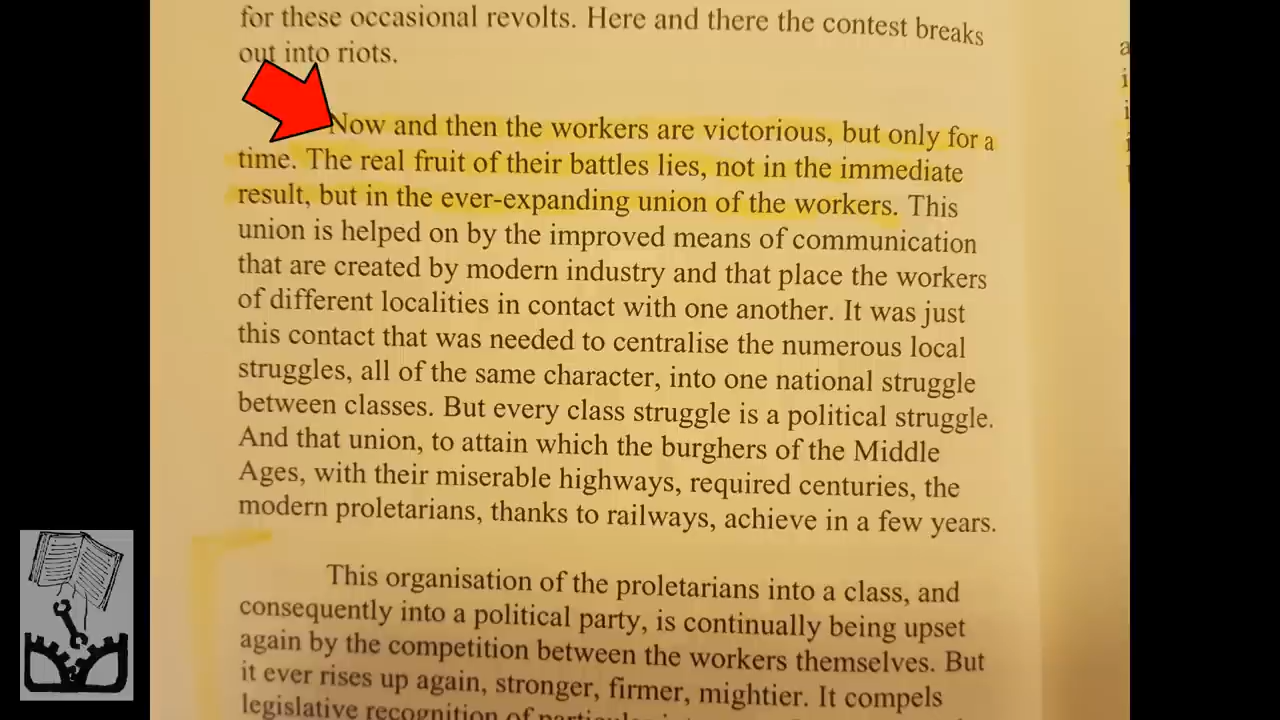 for these occasional revolts. Here and there the contest breaks
out into riots.
Now and then the workers are victorious, but only for a
time. The real fruit of their battles lies, not in the immediate
result, but in the ever-expanding union of the workers. This
union is helped on by the improved means of communication
that are created by modern industry and that place the workers
of different localities in contact with one another. It was just
this contact that was needed to centralise the numerous local
struggles, all of the same character, into one national struggle
between classes. But every class struggle is a political struggle.
And that union, to attain which the burghers of the Middle
Ages, with their miserable highways, required centuries, the
modern proletarians, thanks to railways, achieve in a few years.
This organisation of the proletarians into a class, and
consequently into a political party, is continually being upset
again by the competition between the workers themselves. But
it ever rises up again, stronger, firmer, mightier. It compels
legislative recognition of